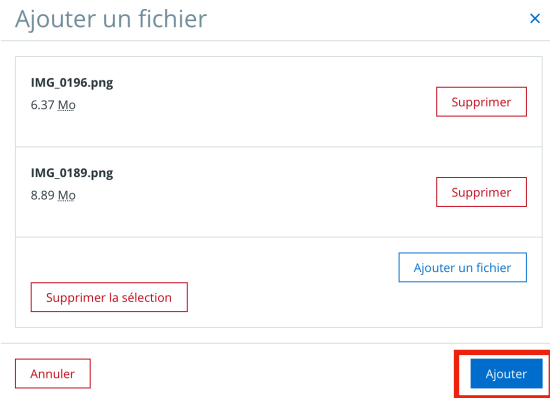 Ajouter un fichier
IMG_0196.png
6.37 Mo
Supprimer
IMG_0189.png
8.89 Mo
Supprimer
Ajouter un fichier
Supprimer la sélection
Annuler
Ajouter